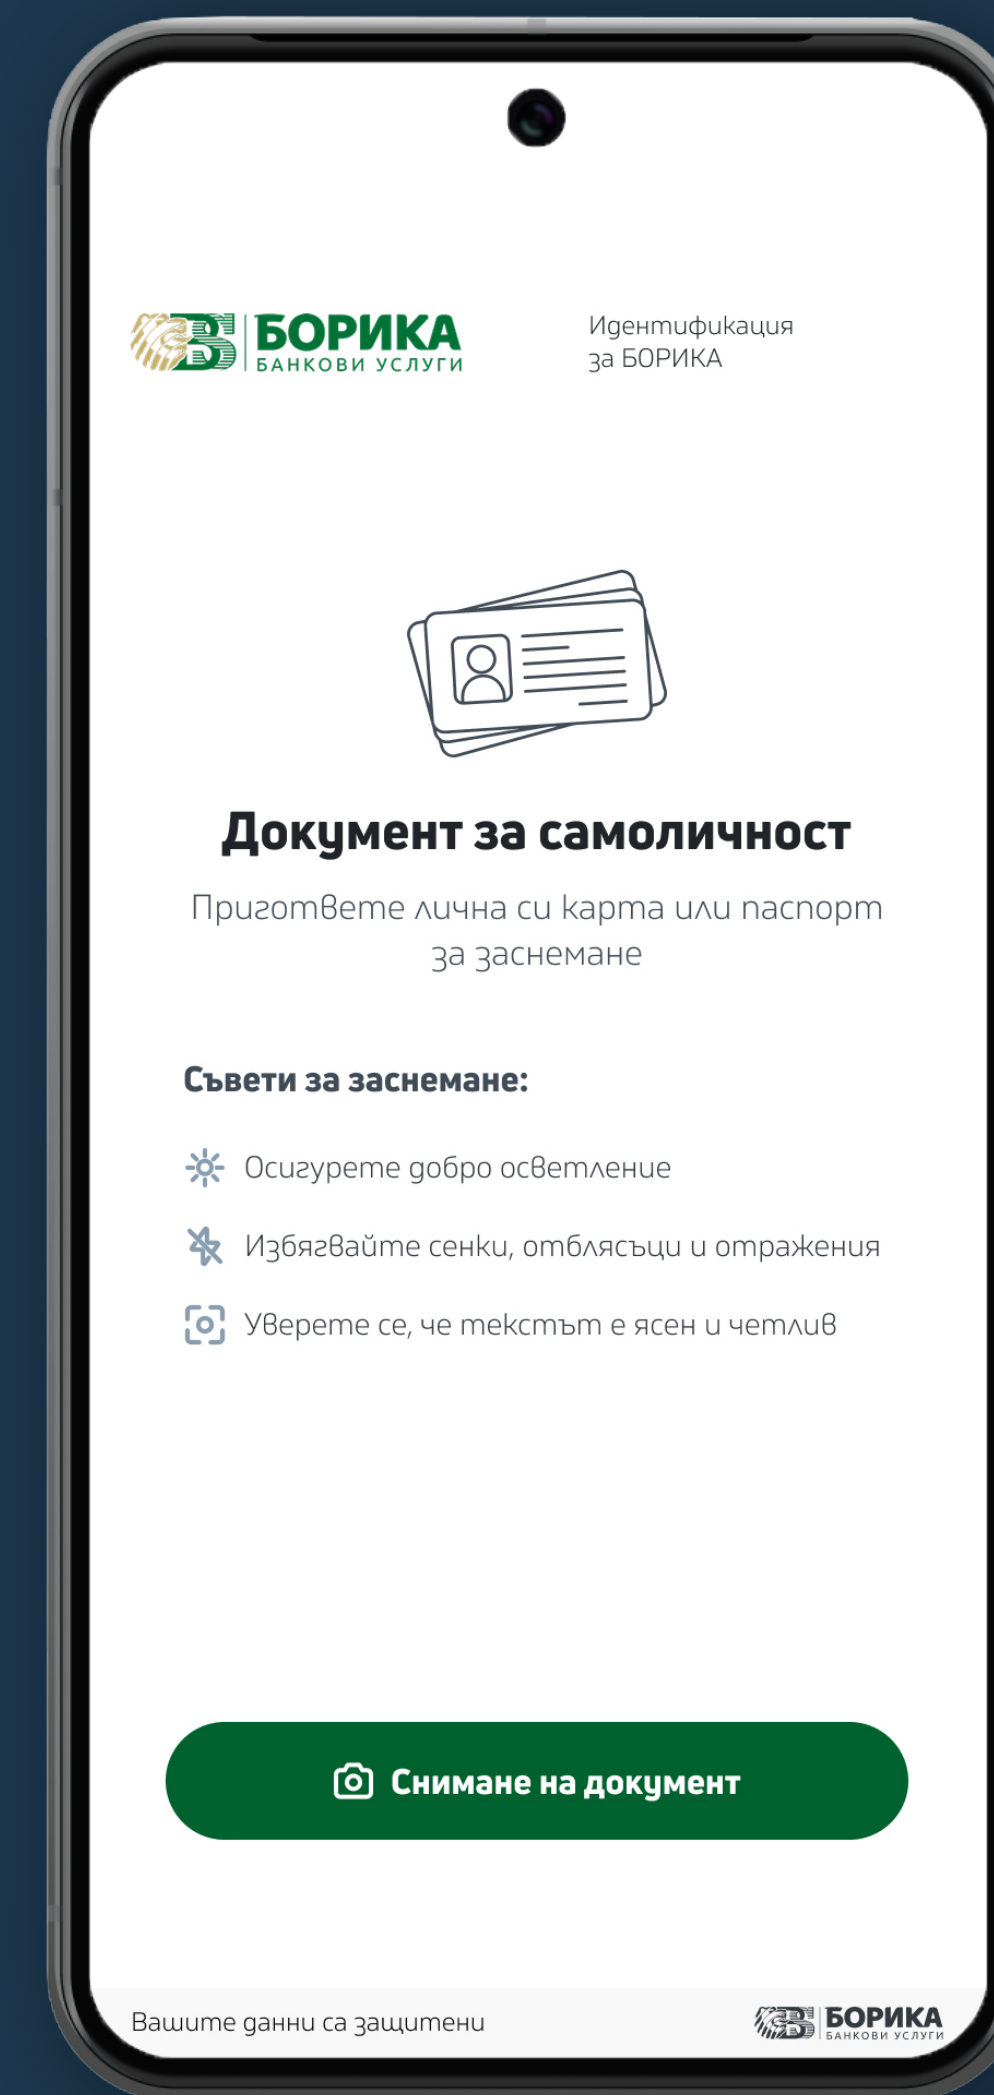 БОРИКА
БАНКОВИ УСЛУГИ
Идентификация
за БОРИКА
Документ за самоличност
Пригответе лична си карта или паспорт
за заснемане
Съвети за заснемане:
Осигурете добро осветление
Избягвайте сенки, отблясъци и отражения
Уверете се, че текстът е ясен и четлив
Снимане на документ
Вашите данни са защитени
БОРИКА
БАНКОВИ УСЛУГИ